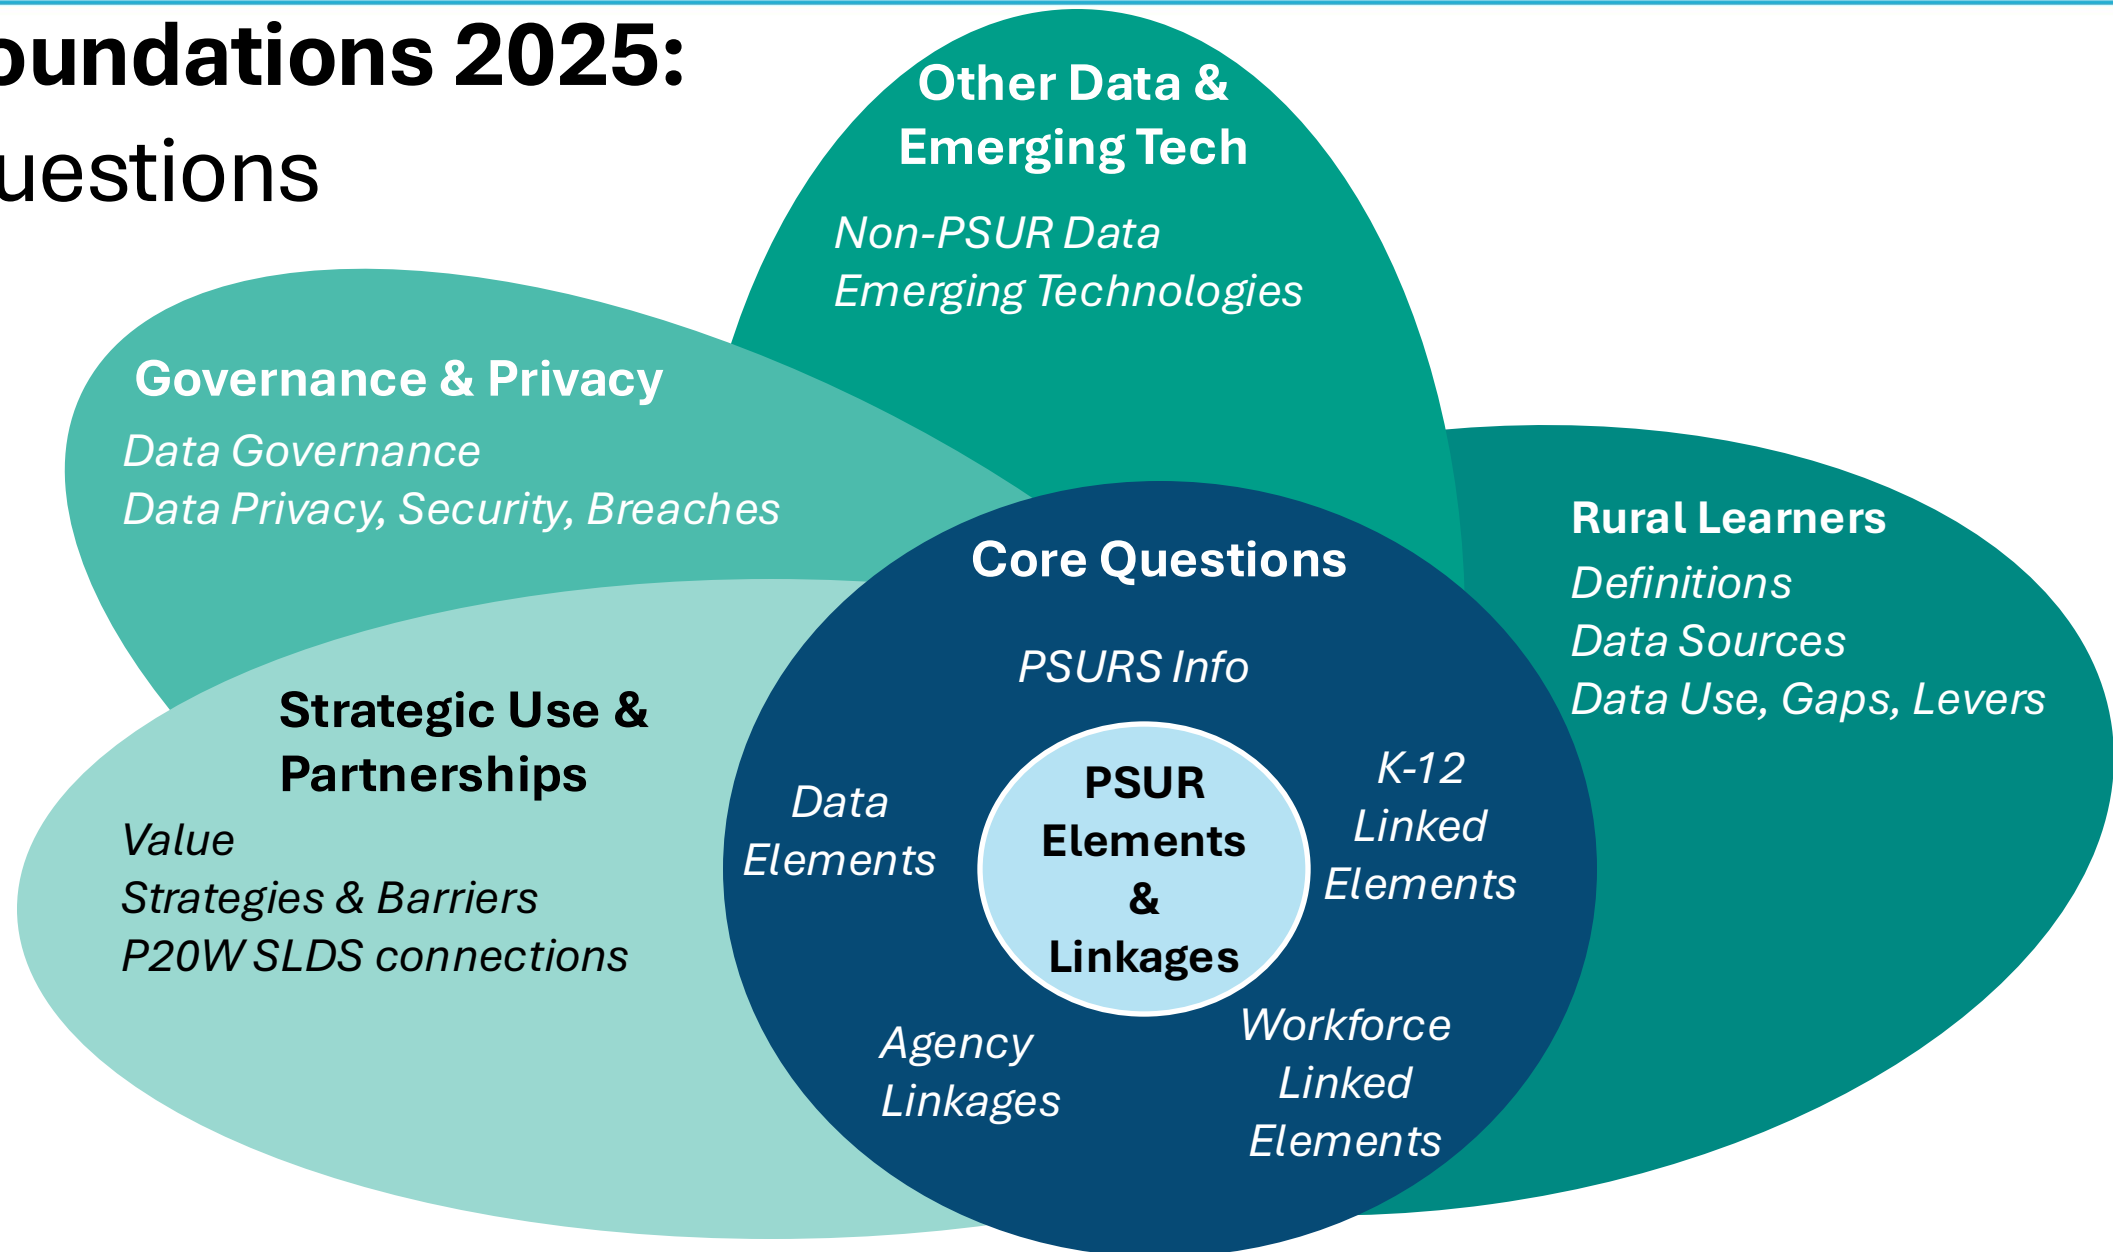 oundations 2025:
uestions
Other Data &
Emerging Tech
Non-PSUR Data
Emerging Technologies
Governance & Privacy
Data Governance
Data Privacy, Security, Breaches
Rural Learners
Definitions
Data Sources
Data Use, Gaps, Levers
Strategic Use &
Partnerships
Value
Strategies & Barriers
P20W SLDS connections
Core Questions
PSURS Info
Data
Elements
PSUR
Elements
&
Linkages
K-12
Linked
Elements
Agency
Linkages
Workforce
Linked
Elements